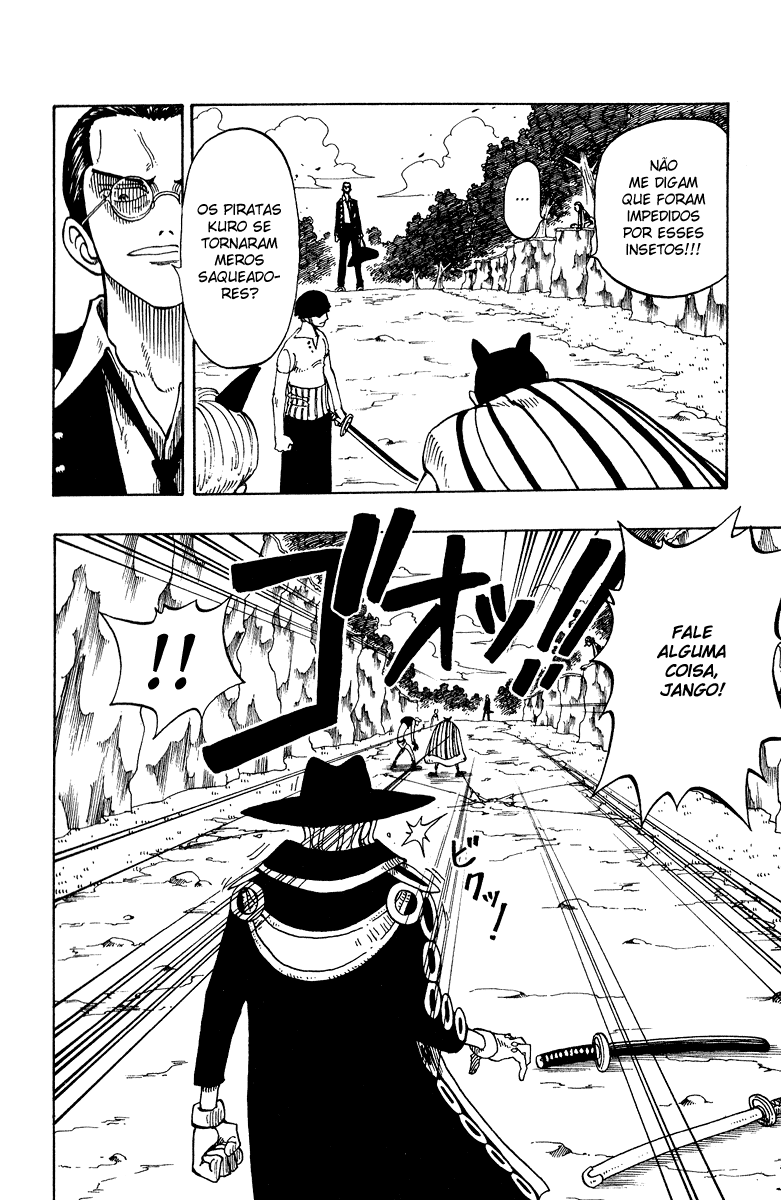 NÃO
ME DIGAM
QUE FORAM
IMPEDIDOS
POR ESSES
INSETOS!!!
...
OS PIRATAS
KURO SE
TORNARAM
MEROS
SAQUEADO-
RES?
FALE
ALGUMA
COISA,
JANGO!
ゴオッ!!
!!
ビクッ!